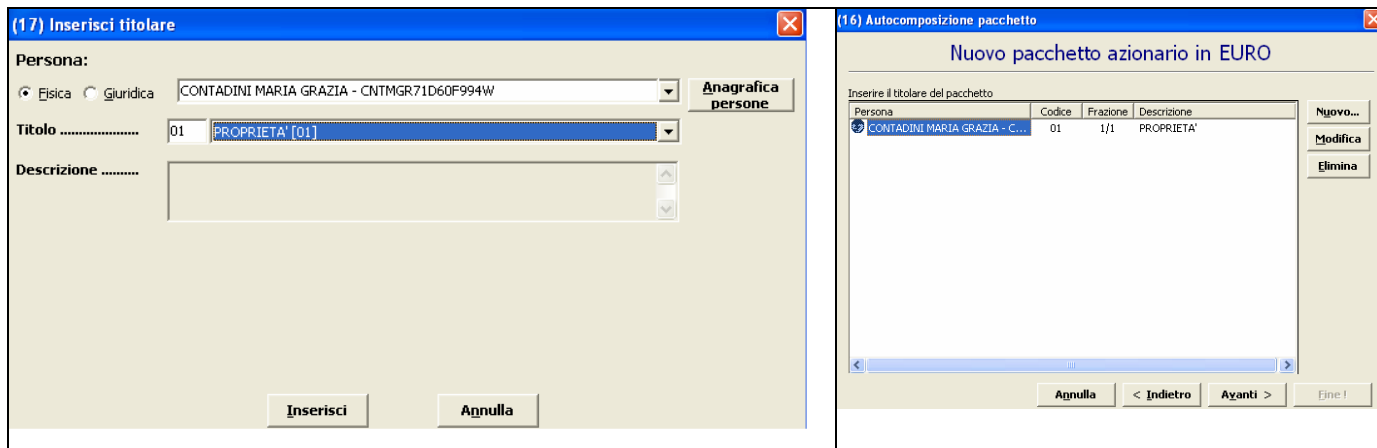 (17) Inserisci titolare
Persona:
Fisica Giuridica CONTADINI MARIA GRAZIA - CNTMGR71D60F994W Anagrafica persone
Titolo ..................... 01 PROPRIETA' [01]
Descrizione ..........
Inserisci Annulla
(16) Autocomposizione pacchetto
Nuovo pacchetto azionario in EURO
Inserire il titolare del pacchetto
Persona Codice Frazione Descrizione
CONTADINI MARIA GRAZIA - C... 01 1/1 PROPRIETA'
Nuovo...
Modifica
Elimina
Annulla < Indietro Avanti > Fine !